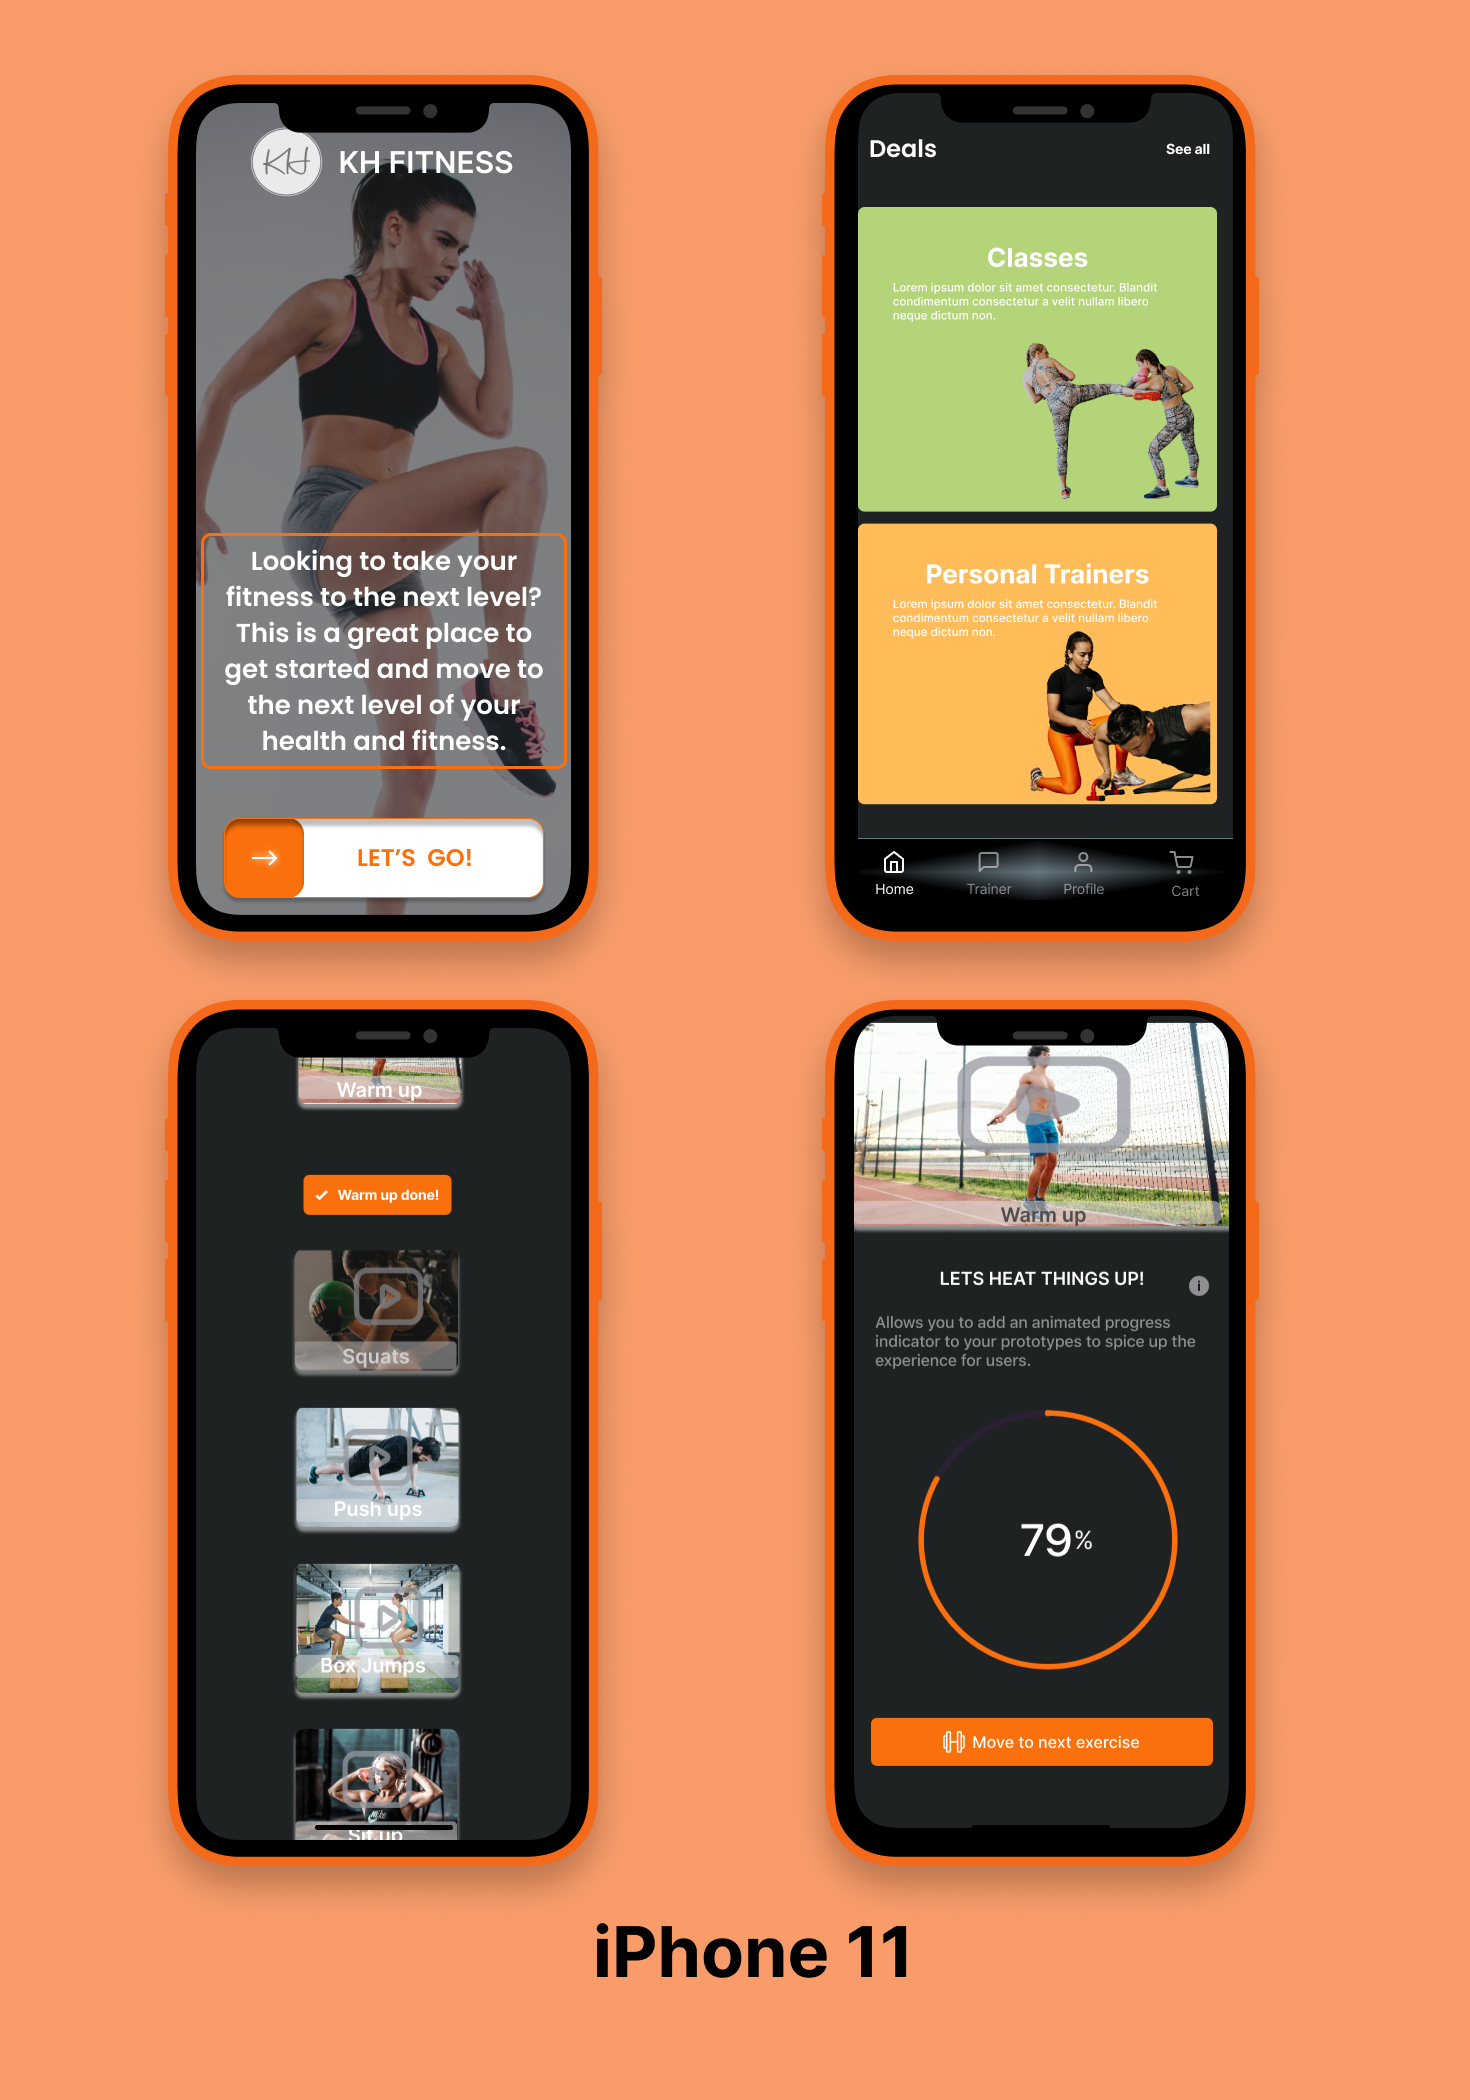 KH
KH FITNESS
Looking to take your
fitness to the next level?
This is a great place to
get started and move to
the next level of your
health and fitness.
LET'S GO!
Deals
See all
Classes
Lorem ipsum dolor sit amet consectetur. Blandit
condimentum consectetur a velit nullam libero
neque dictum non.
Personal Trainers
Lorem ipsum dolor sit amet consectetur. Blandit
condimentum consectetur a velit nullam libero
neque dictum non.
Home
Trainer
Profile
Cart
Warm up
Warm up done!
Squats
Push ups
Box Jumps
Nike
Sit up
Warm up
LETS HEAT THINGS UP!
i
Allows you to add an animated progress
indicator to your prototypes to spice up the
experience for users.
79%
Move to next exercise
iPhone 11